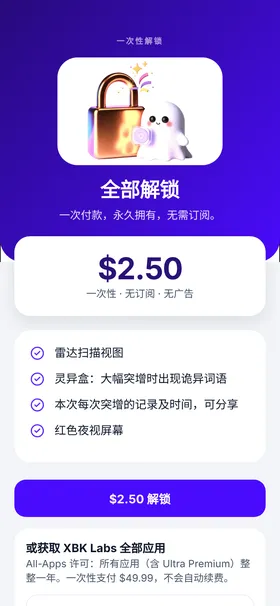 一次性解锁
全部解锁
一次付款，永久拥有，无需订阅。
$2.50
一次性 · 无订阅 · 无广告
雷达扫描视图
灵异盒：大幅突增时出现诡异词语
本次每次突增的记录及时间，可分享
红色夜视屏幕
$2.50 解锁
或获取 XBK Labs 全部应用
All-Apps 许可：所有应用（含 Ultra Premium）整
整一年。一次性支付 $49.99，不会自动续费。